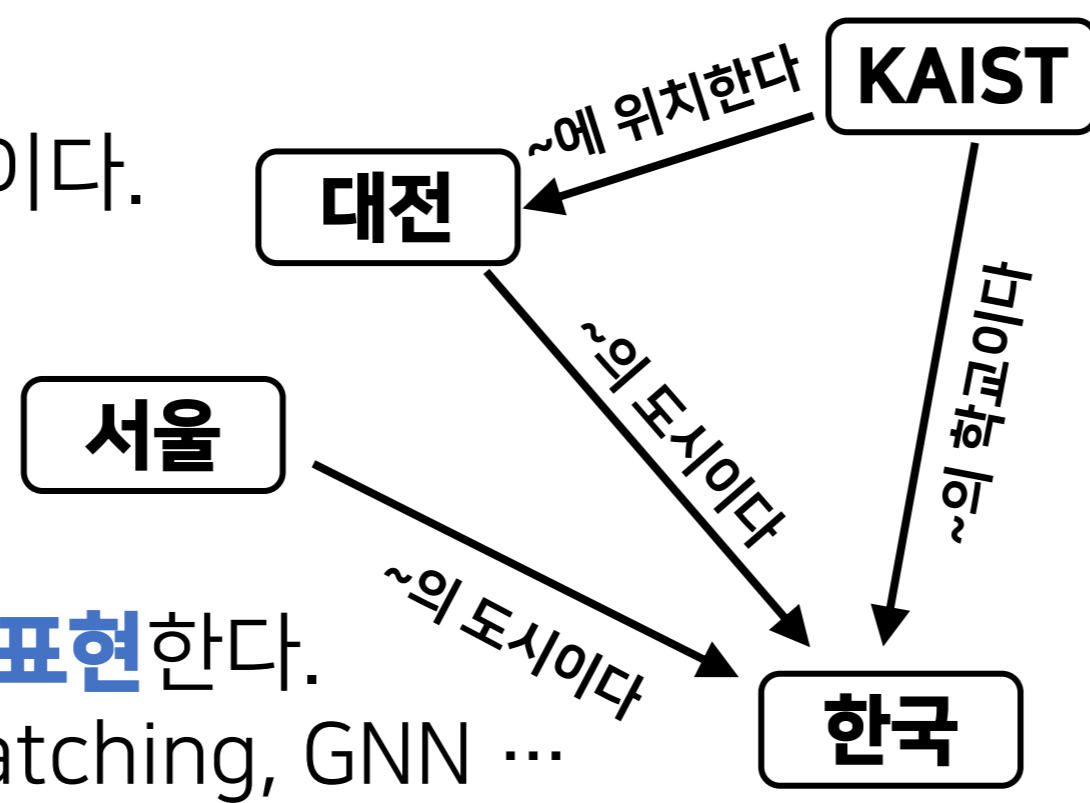 KAIST
~에 위치한다
이다.
대전
~의 학교이다
~의 도시이다
서울
~의 도시이다
표현한다.
atching, GNN …
한국